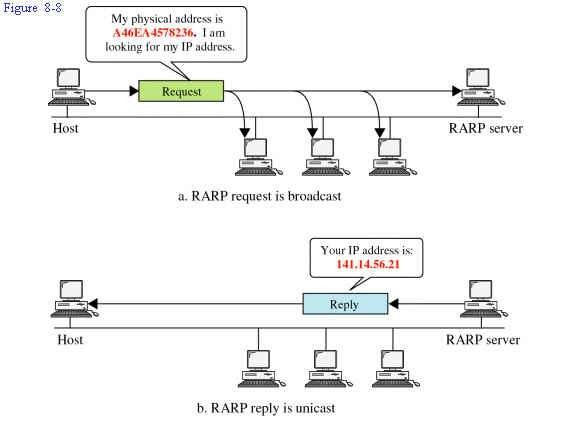 Figure 8-8
My physical address is
A46EA4578236. I am
looking for my IP address.
Request
Host
RARP server
a. RARP request is broadcast
Your IP address is:
141.14.56.21
Reply
Host
RARP server
b. RARP reply is unicast